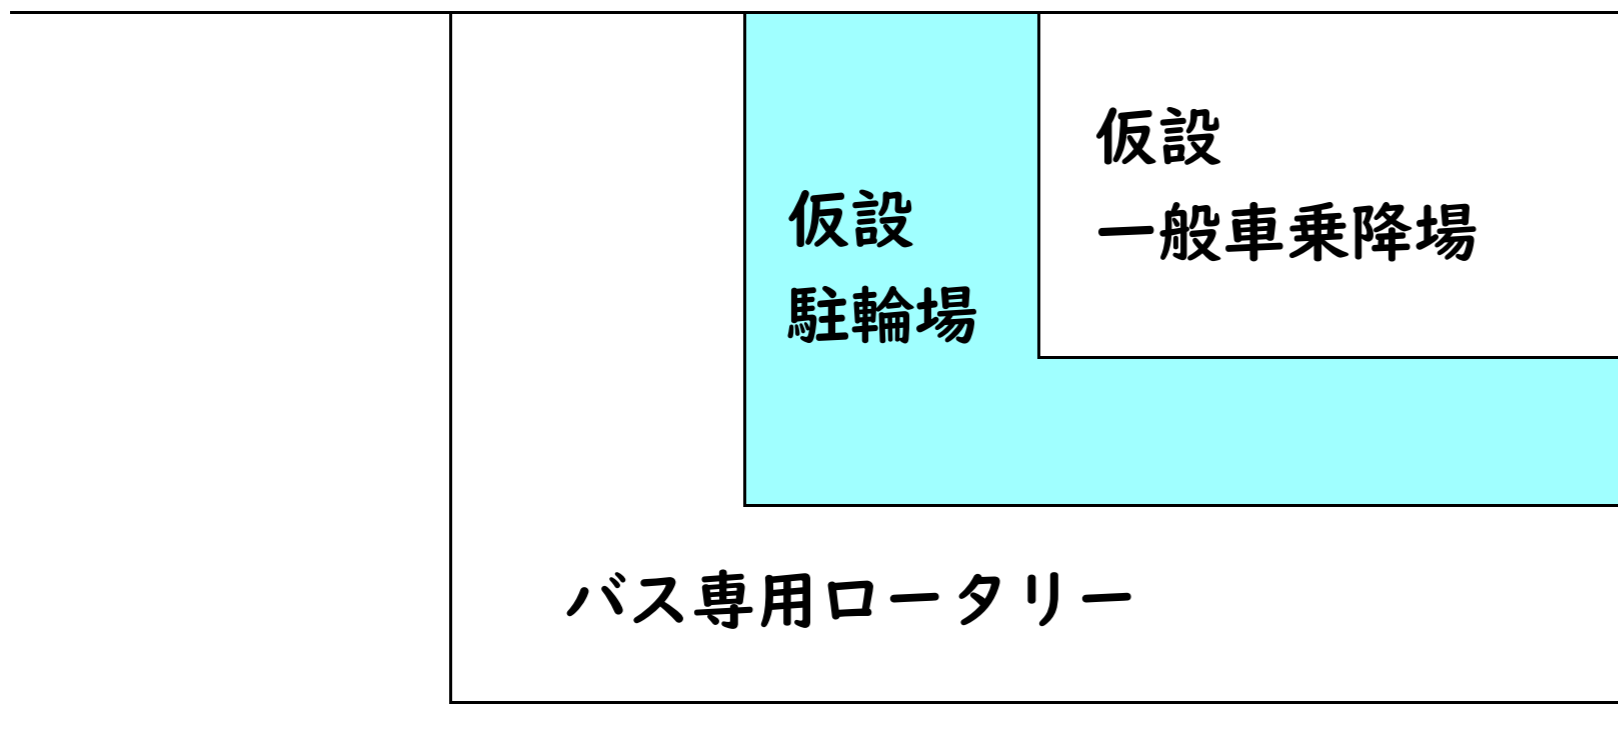 仮設
一般車乗降場
仮設
駐輪場
バス専用ロータリー